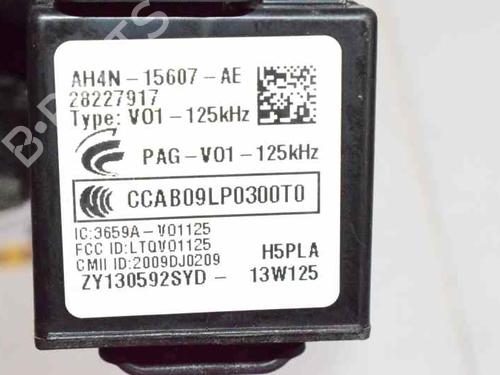 AH4N-15607-AE
28227917
Type: V01-125kHz
PAG-V01-125kHz
CCAB09LP0300T0
IC:3659A-V01125
FCC ID:LTQV01125
CMII ID:2009DJ0209 H5PLA
ZY130592SYD- 13W125